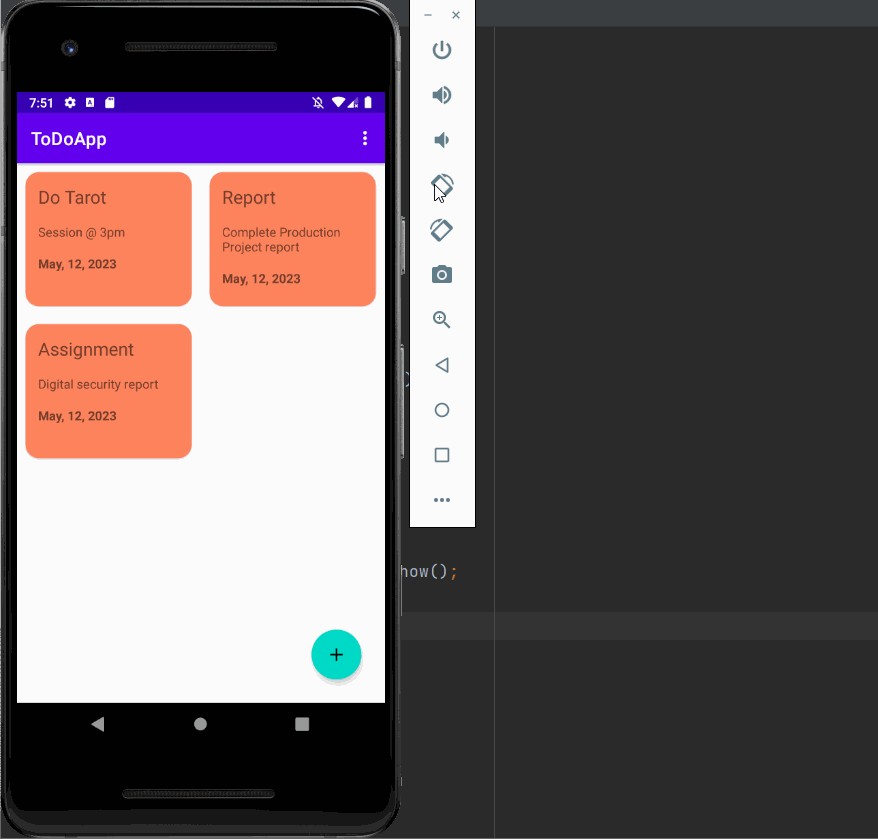 7:51
ToDoApp
Do Tarot
Session @ 3pm
May, 12, 2023
Report
Complete Production
Project report
May, 12, 2023
Assignment
Digital security report
May, 12, 2023
how();